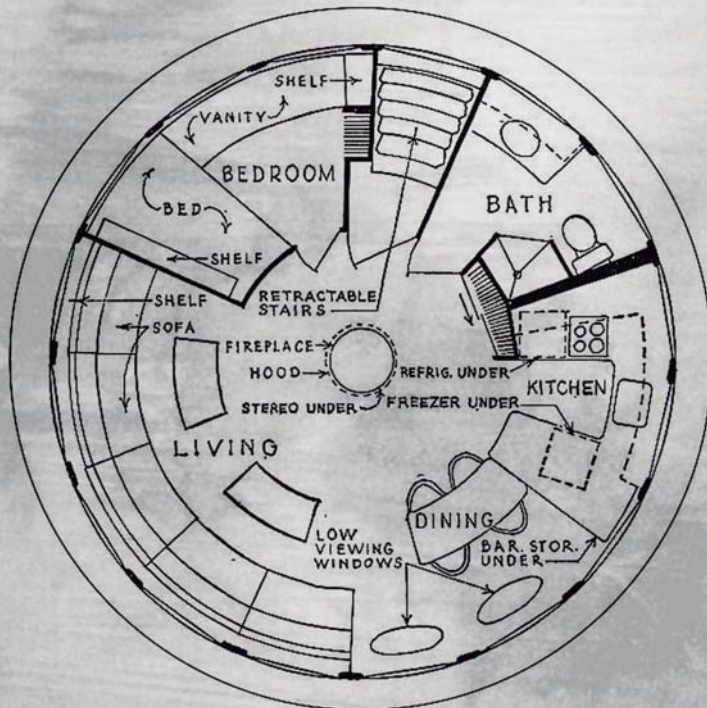 SHELF
VANITY
BEDROOM
BED
BATH
SHELF
SHELF
RETRACTABLE
STAIRS
SOFA
FIREPLACE
HOOD
REFRIG. UNDER
KITCHEN
STEREO UNDER
FREEZER UNDER
LIVING
DINING
LOW
VIEWING
WINDOWS
BAR. STOR.
UNDER